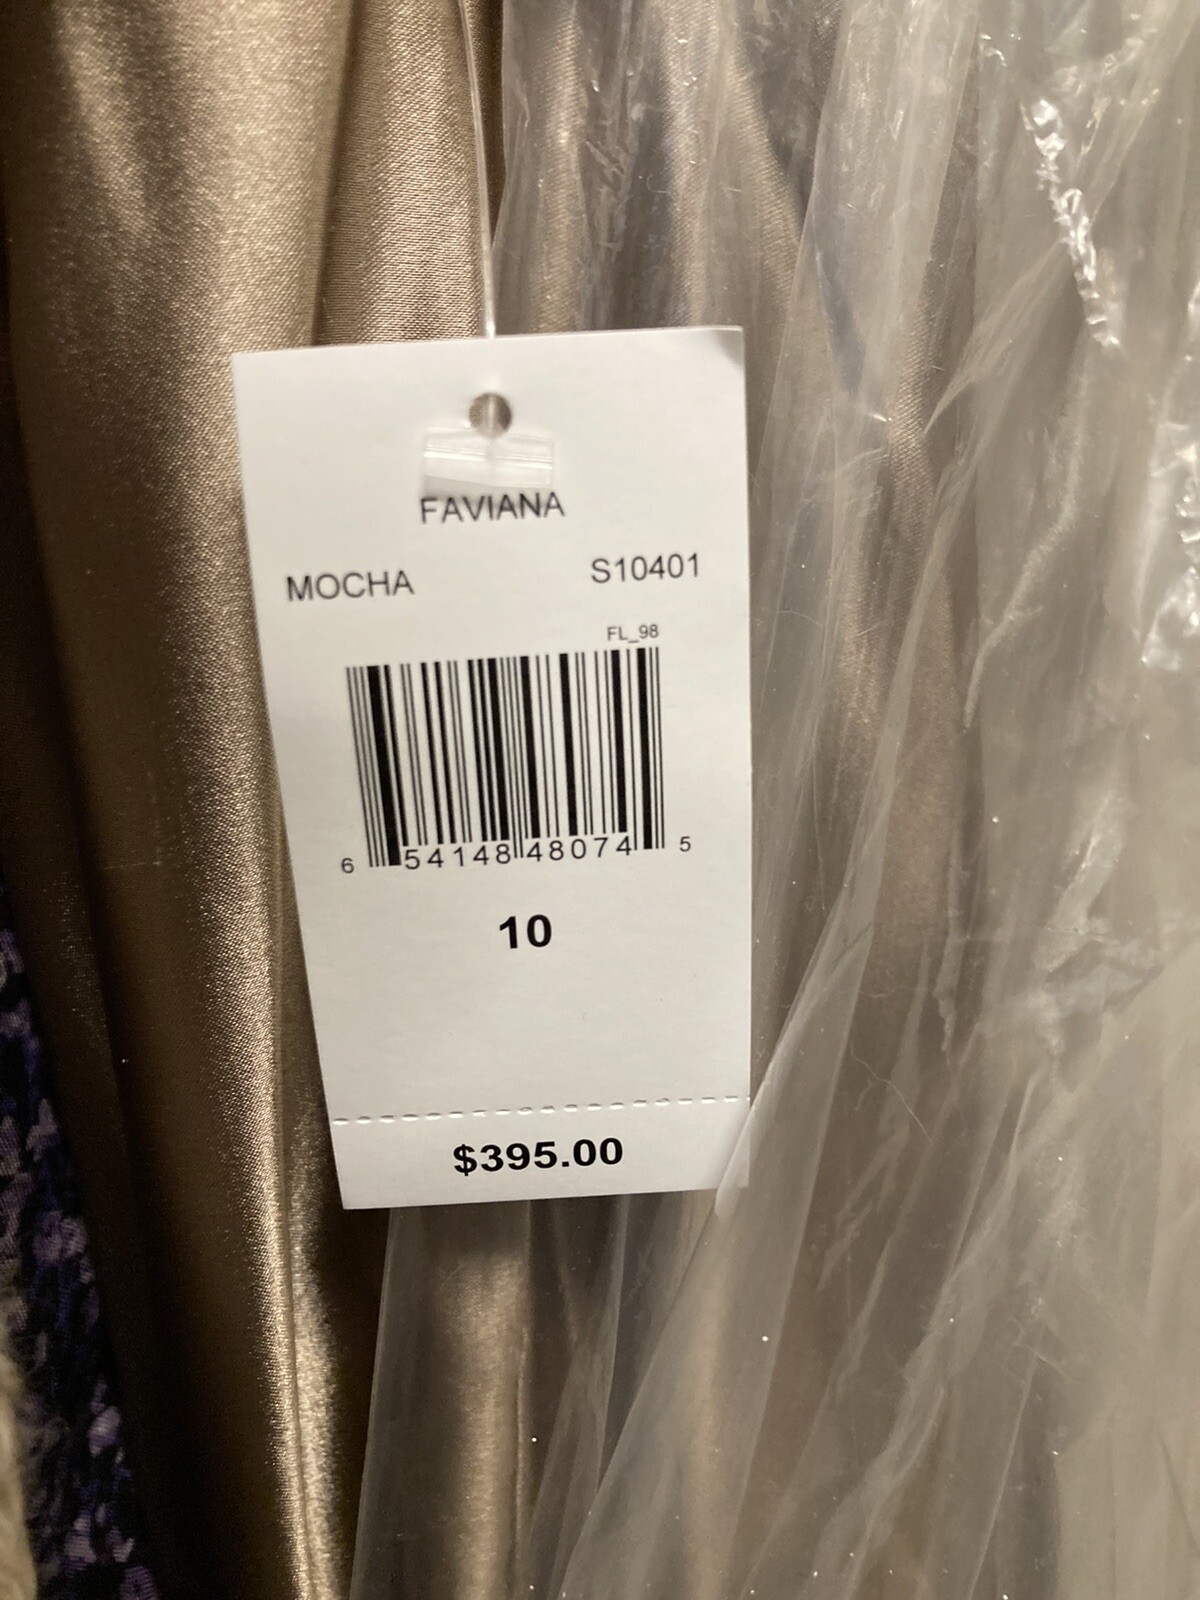 FAVIANA
MOCHA S10401
FL_98
6 54148 48074 5
10
$395.00